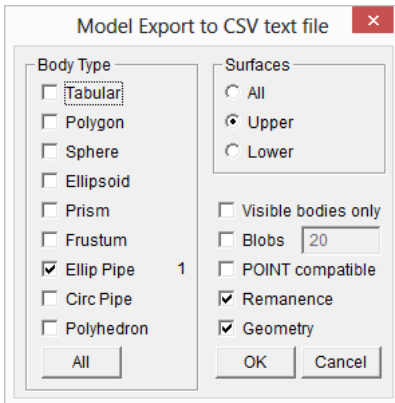 Model Export to CSV text file
Body Type
Tabular
Polygon
Sphere
Ellipsoid
Prism
Frustum
Ellip Pipe 1
Circ Pipe
Polyhedron
All
Surfaces
All
Upper
Lower
Visible bodies only
Blobs 20
POINT compatible
Remanence
Geometry
OK Cancel